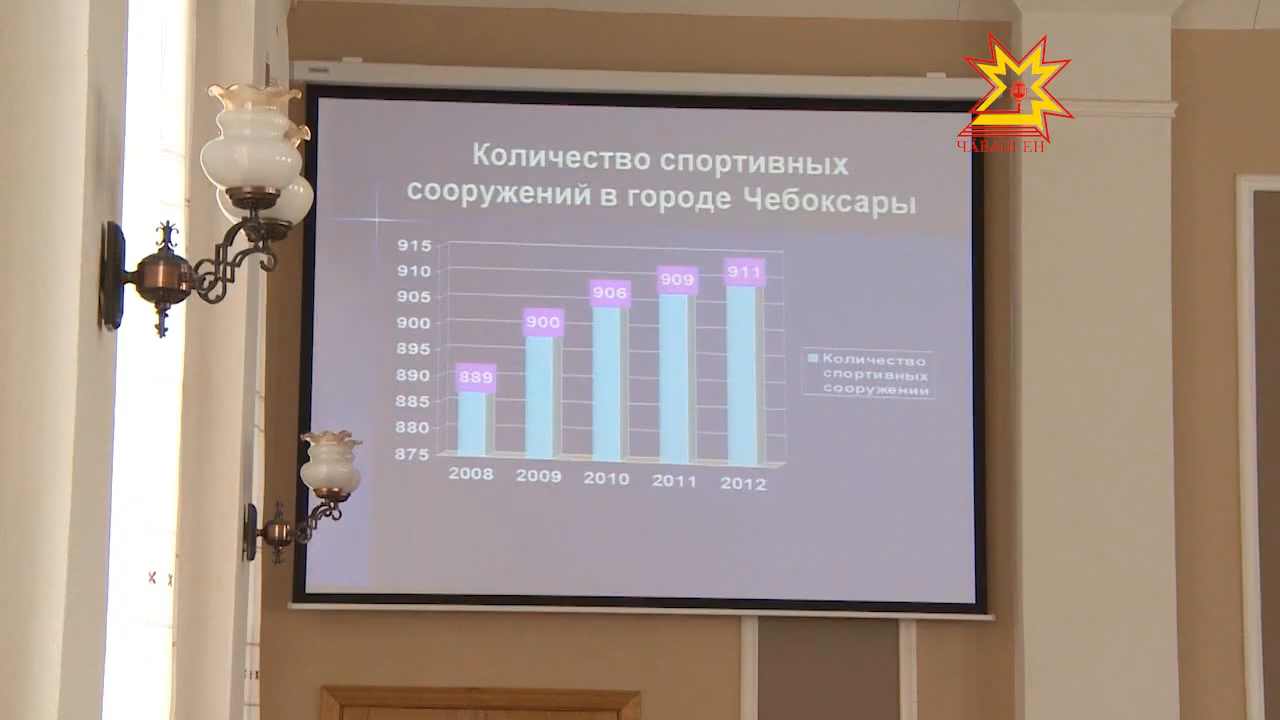 ЧӐВАШ ЕН
Количество спортивных
сооружений в городе Чебоксары
915
910
905
900
895
890
885
880
875
889
900
906
909
911
2008 2009 2010 2011 2012
Количество
спортивных
сооружений